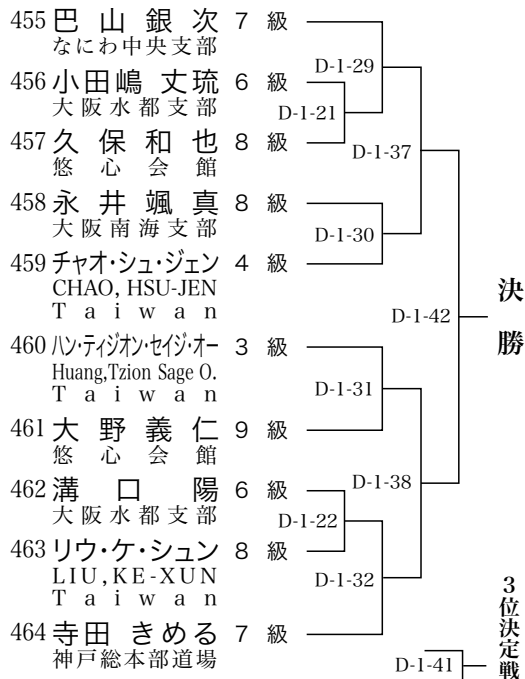 455 巴山銀次 7級
なにわ中央支部
456 小田嶋 丈琉 6級
大阪水都支部
457 久保和也 8級
悠心会館
458 永井颯真 8級
大阪南海支部
459 チャオ・シュ・ジェン 4級
CHAO, HSU-JEN
Taiwan
460 ハン・ティジオン・セイジ・オー 3級
Huang,Tzion Sage O.
Taiwan
461 大野義仁 9級
悠心会館
462 溝口陽 6級
大阪水都支部
463 リウ・ケ・シュン 8級
LIU,KE-XUN
Taiwan
464 寺田 きめる 7級
神戸総本部道場
D-1-29
D-1-21
D-1-37
D-1-30
D-1-42
D-1-31
D-1-38
D-1-22
D-1-32
D-1-41
決勝
3位決定戦